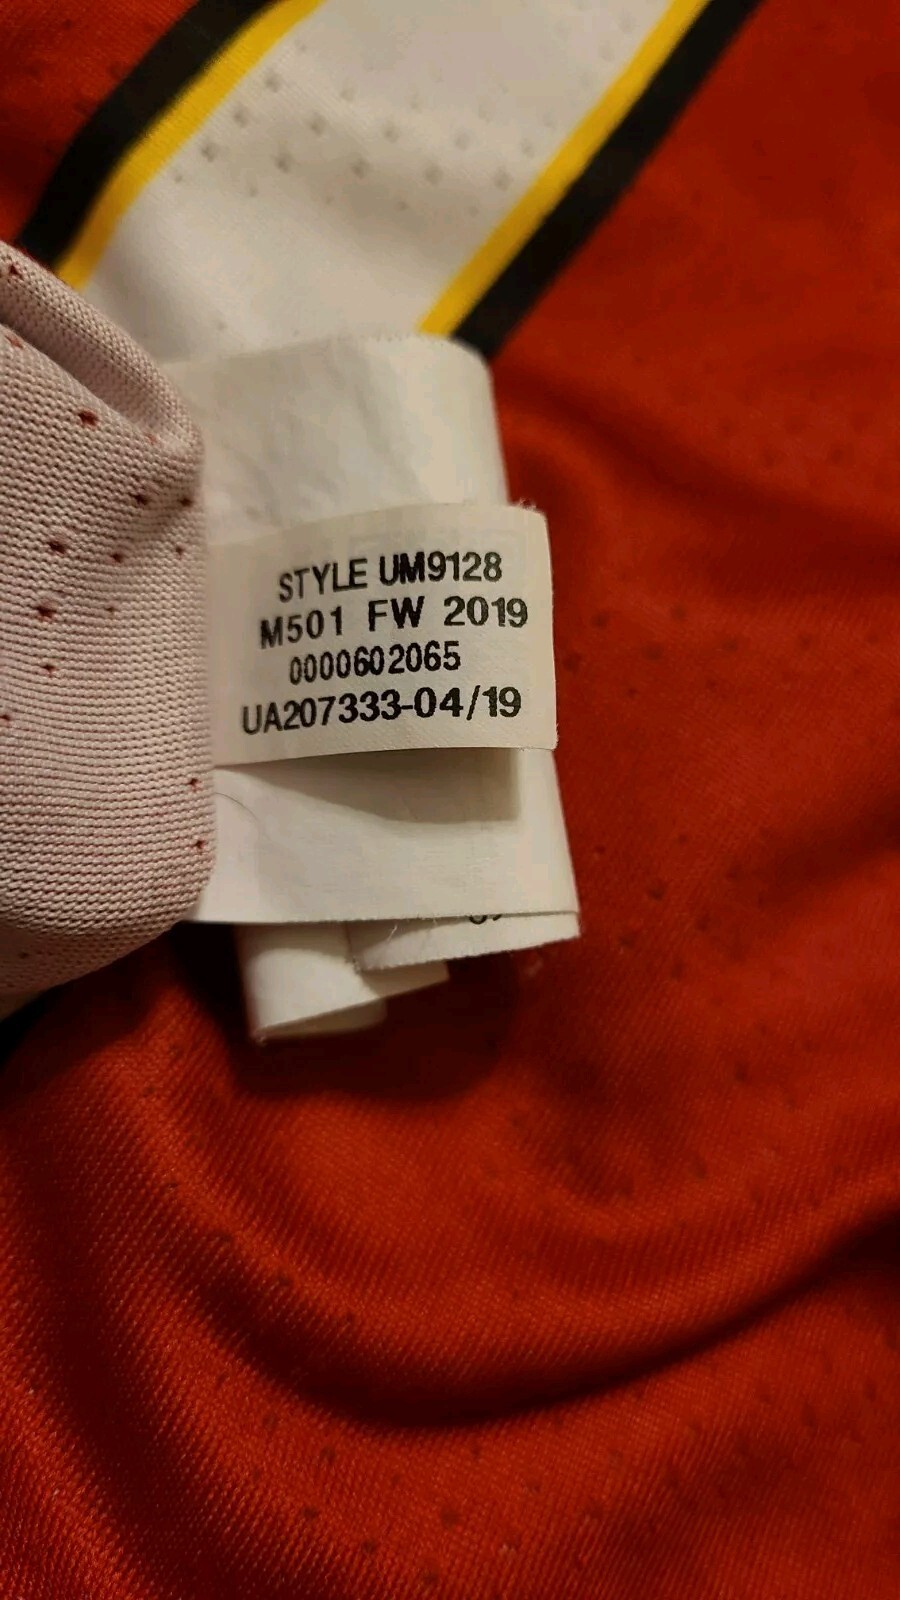 STYLE UM9128
M501 FW 2019
0000602065
UA207333-04/19